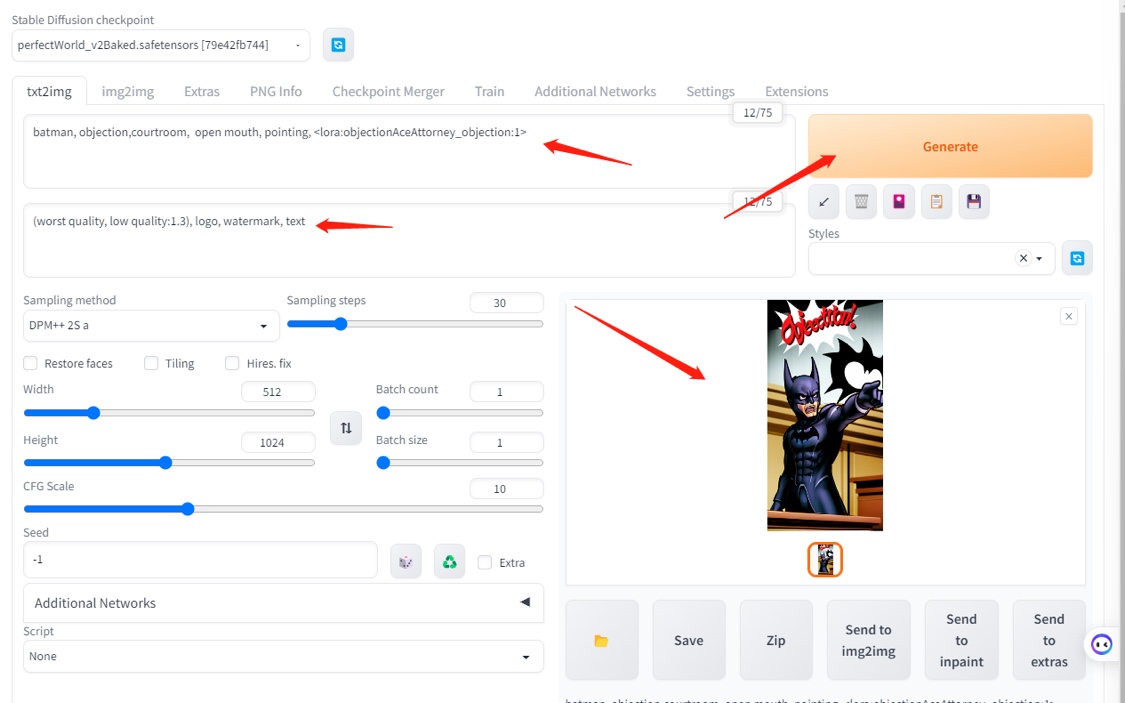 Stable Diffusion checkpoint
perfectWorld_v2Baked.safetensors [79e42fb744]
txt2img img2img Extras PNG Info Checkpoint Merger Train Additional Networks Settings Extensions
12/75
batman, objection,courtroom, open mouth, pointing, <lora:objectionAceAttorney_objection:1>
Generate
12/75
(worst quality, low quality:1.3), logo, watermark, text
Styles
Sampling method
DPM++ 2S a
Sampling steps
30
Restore faces Tiling Hires. fix
Width
512
Batch count
1
Height
1024
Batch size
1
CFG Scale
10
Seed
-1
Extra
Additional Networks
Script
None
Save
Zip
Send to
img2img
Send
to
inpaint
Send
to
extras